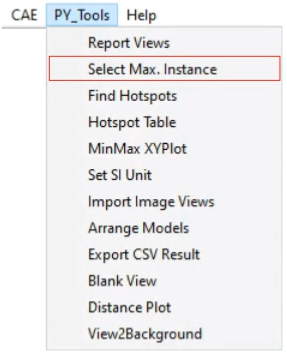 CAE PY_Tools Help
Report Views
Select Max. Instance
Find Hotspots
Hotspot Table
MinMax XYPlot
Set SI Unit
Import Image Views
Arrange Models
Export CSV Result
Blank View
Distance Plot
View2Background